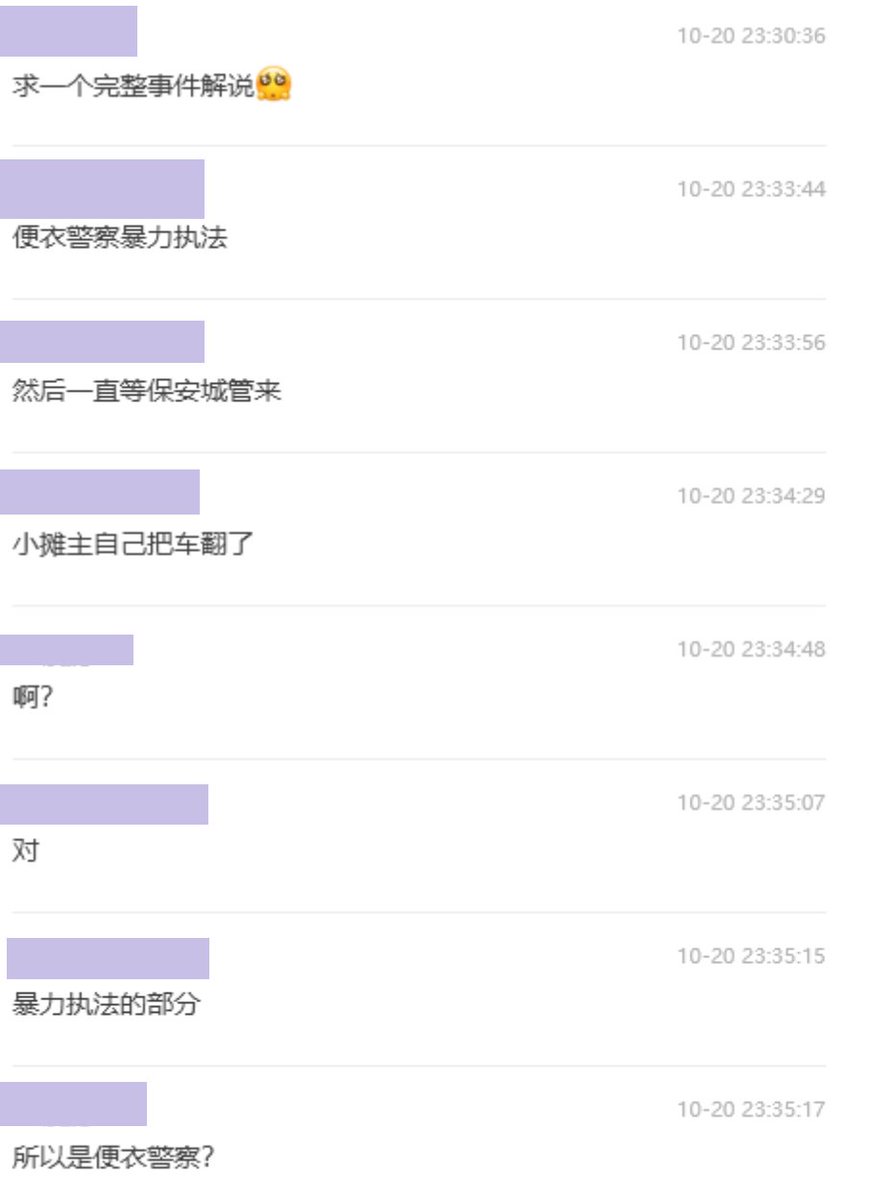 10-20 23:30:36
求一个完整事件解说🥺
10-20 23:33:44
便衣警察暴力执法
10-20 23:33:56
然后一直等保安城管来
10-20 23:34:29
小摊主自己把车翻了
10-20 23:34:48
啊？
10-20 23:35:07
对
10-20 23:35:15
暴力执法的部分
10-20 23:35:17
所以是便衣警察？